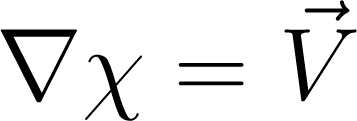 ∇χ = V⃗